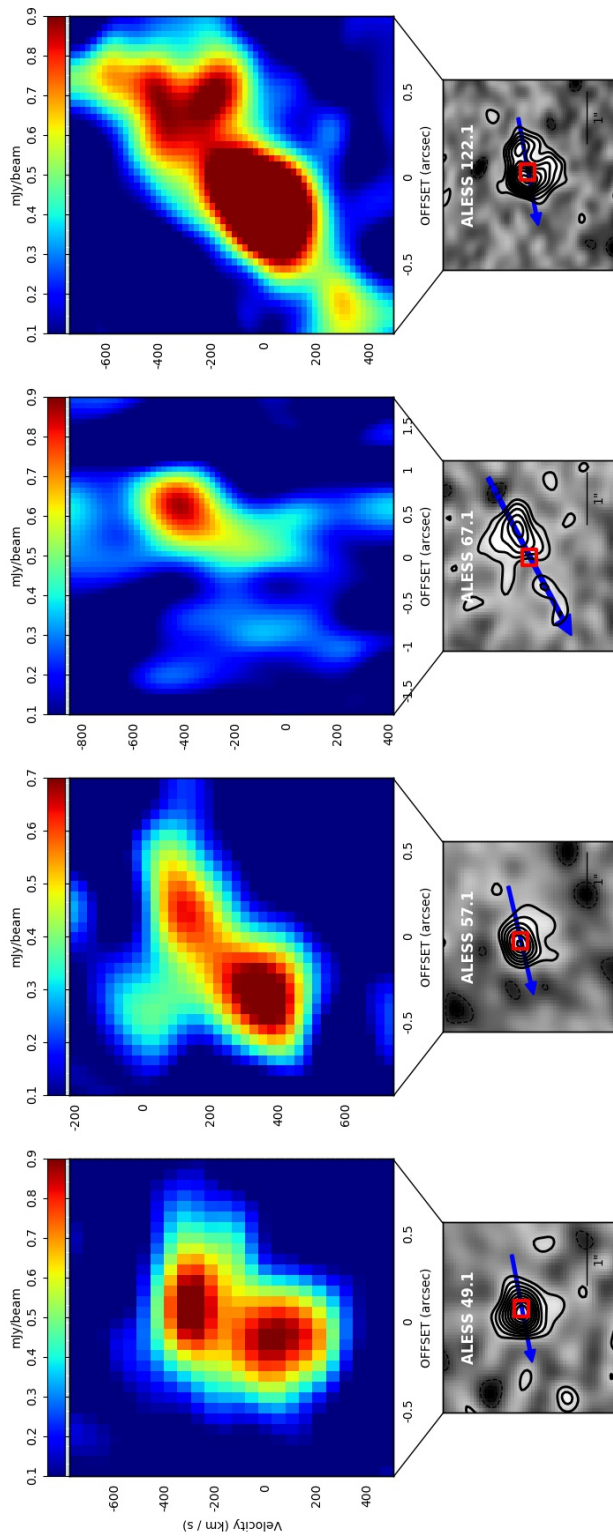 mJy/beam
0.1 0.2 0.3 0.4 0.5 0.6 0.7 0.8 0.9
Velocity (km / s)
-600
-400
-200
0
200
400
-0.5 0 0.5
OFFSET (arcsec)
ALESS 49.1
1"
mJy/beam
0.1 0.2 0.3 0.4 0.5 0.6 0.7
-200
0
200
400
600
-0.5 0 0.5
OFFSET (arcsec)
ALESS 57.1
1"
mJy/beam
0.1 0.2 0.3 0.4 0.5 0.6 0.7 0.8 0.9
-800
-600
-400
-200
0
200
400
-1.5 -1 -0.5 0 0.5 1 1.5
OFFSET (arcsec)
ALESS 67.1
1"
mJy/beam
0.1 0.2 0.3 0.4 0.5 0.6 0.7 0.8 0.9
-600
-400
-200
0
200
400
-0.5 0 0.5
OFFSET (arcsec)
ALESS 122.1
1"